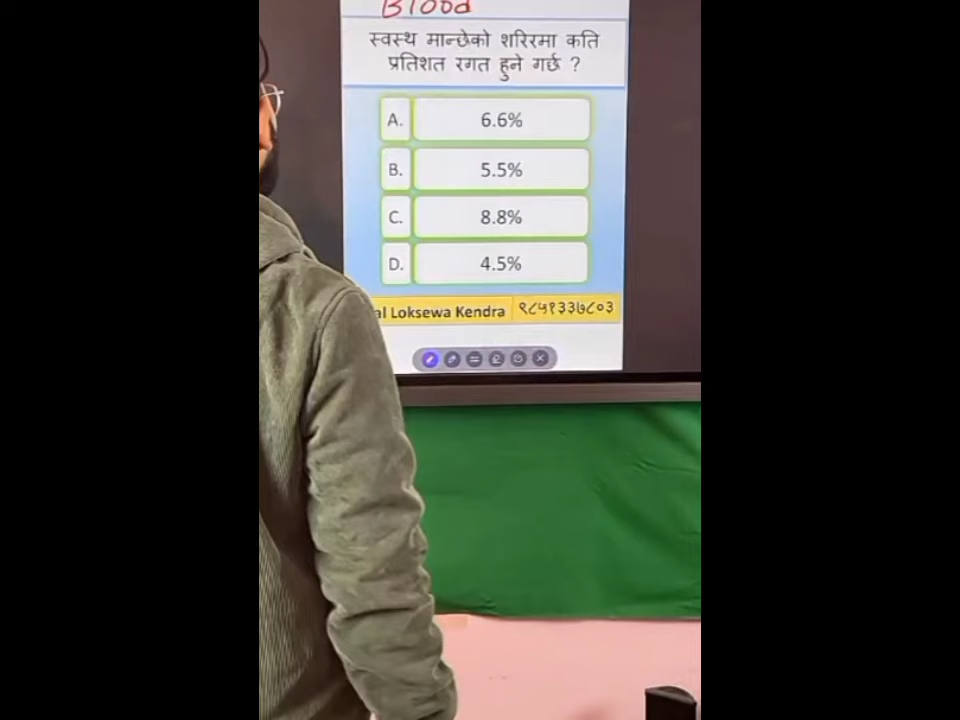 Blood
स्वस्थ मान्छेको शरिरमा कति
प्रतिशत रगत हुने गर्छ ?
A. 6.6%
B. 5.5%
C. 8.8%
D. 4.5%
al Loksewa Kendra ९८५१३३७८०३